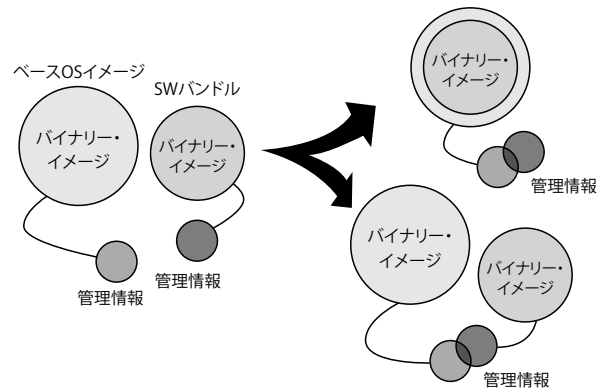 ベースOSイメージ
SWバンドル
バイナリー・
イメージ
バイナリー・
イメージ
管理情報
管理情報
バイナリー・
イメージ
管理情報
バイナリー・
イメージ
バイナリー・
イメージ
管理情報